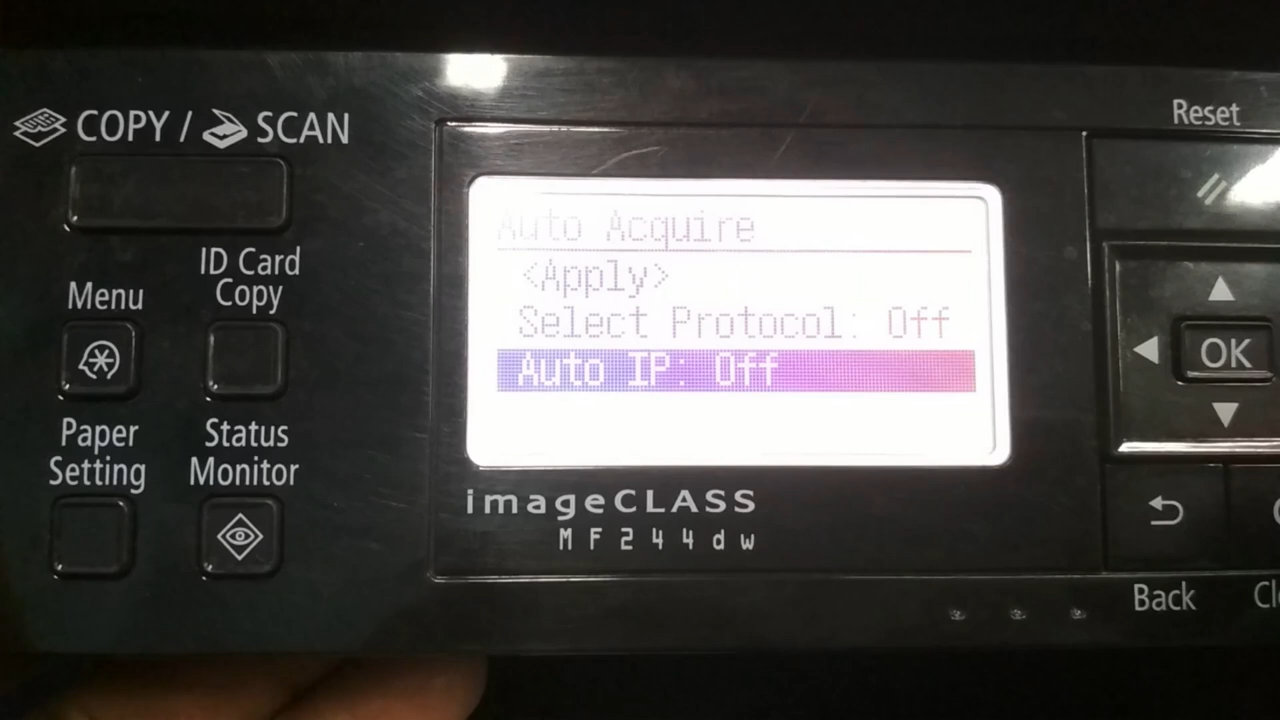 COPY / SCAN
Reset
Auto Acquire
<Apply>
Select Protocol: Off
Auto IP: Off
ID Card
Copy
Menu
OK
Paper
Setting
Status
Monitor
imageCLASS
MF244dw
Back